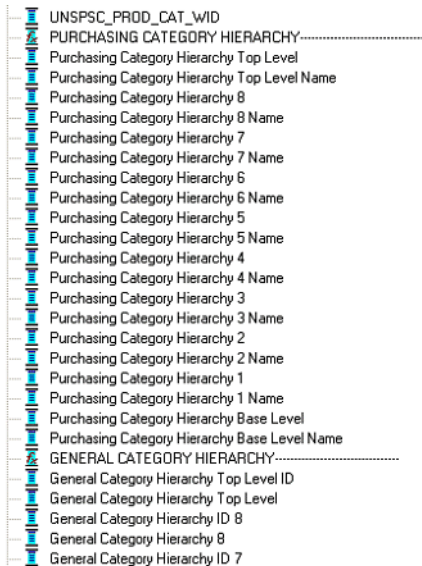 UNSPSC_PROD_CAT_WID
PURCHASING CATEGORY HIERARCHY--------------------------------
Purchasing Category Hierarchy Top Level
Purchasing Category Hierarchy Top Level Name
Purchasing Category Hierarchy 8
Purchasing Category Hierarchy 8 Name
Purchasing Category Hierarchy 7
Purchasing Category Hierarchy 7 Name
Purchasing Category Hierarchy 6
Purchasing Category Hierarchy 6 Name
Purchasing Category Hierarchy 5
Purchasing Category Hierarchy 5 Name
Purchasing Category Hierarchy 4
Purchasing Category Hierarchy 4 Name
Purchasing Category Hierarchy 3
Purchasing Category Hierarchy 3 Name
Purchasing Category Hierarchy 2
Purchasing Category Hierarchy 2 Name
Purchasing Category Hierarchy 1
Purchasing Category Hierarchy 1 Name
Purchasing Category Hierarchy Base Level
Purchasing Category Hierarchy Base Level Name
GENERAL CATEGORY HIERARCHY--------------------------------
General Category Hierarchy Top Level ID
General Category Hierarchy Top Level
General Category Hierarchy ID 8
General Category Hierarchy 8
General Category Hierarchy ID 7